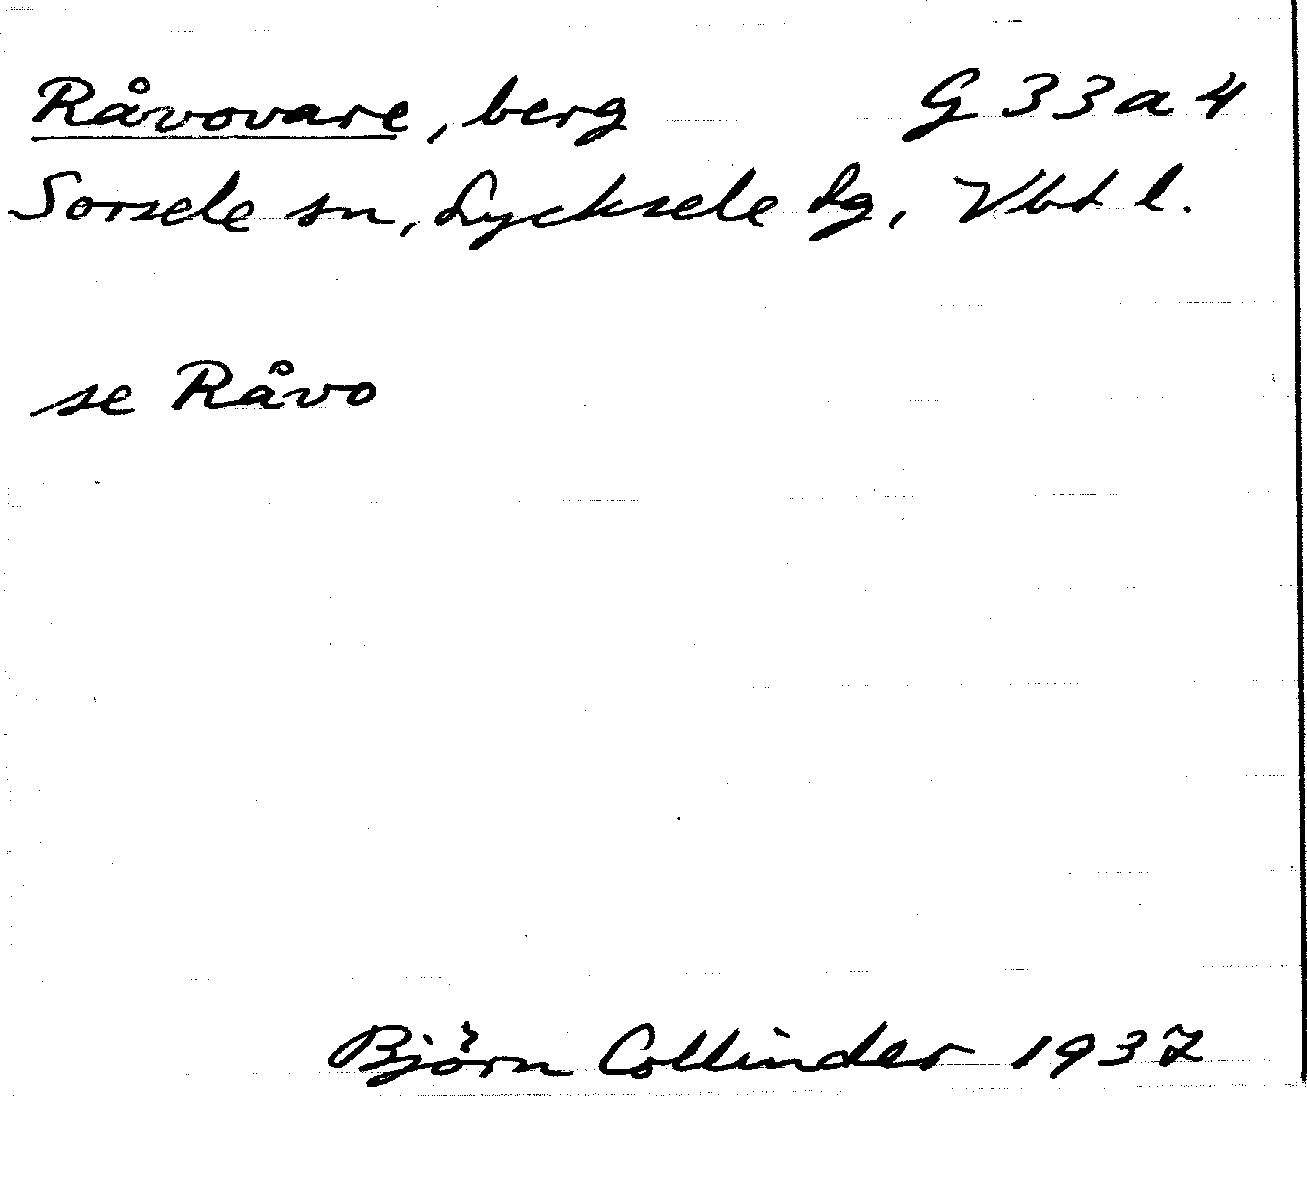 Råvovare, berg G 33 a 4
Sorsele sn, Lycksele lg, Vbt l.
se Råvo
Björn Collinder 1937